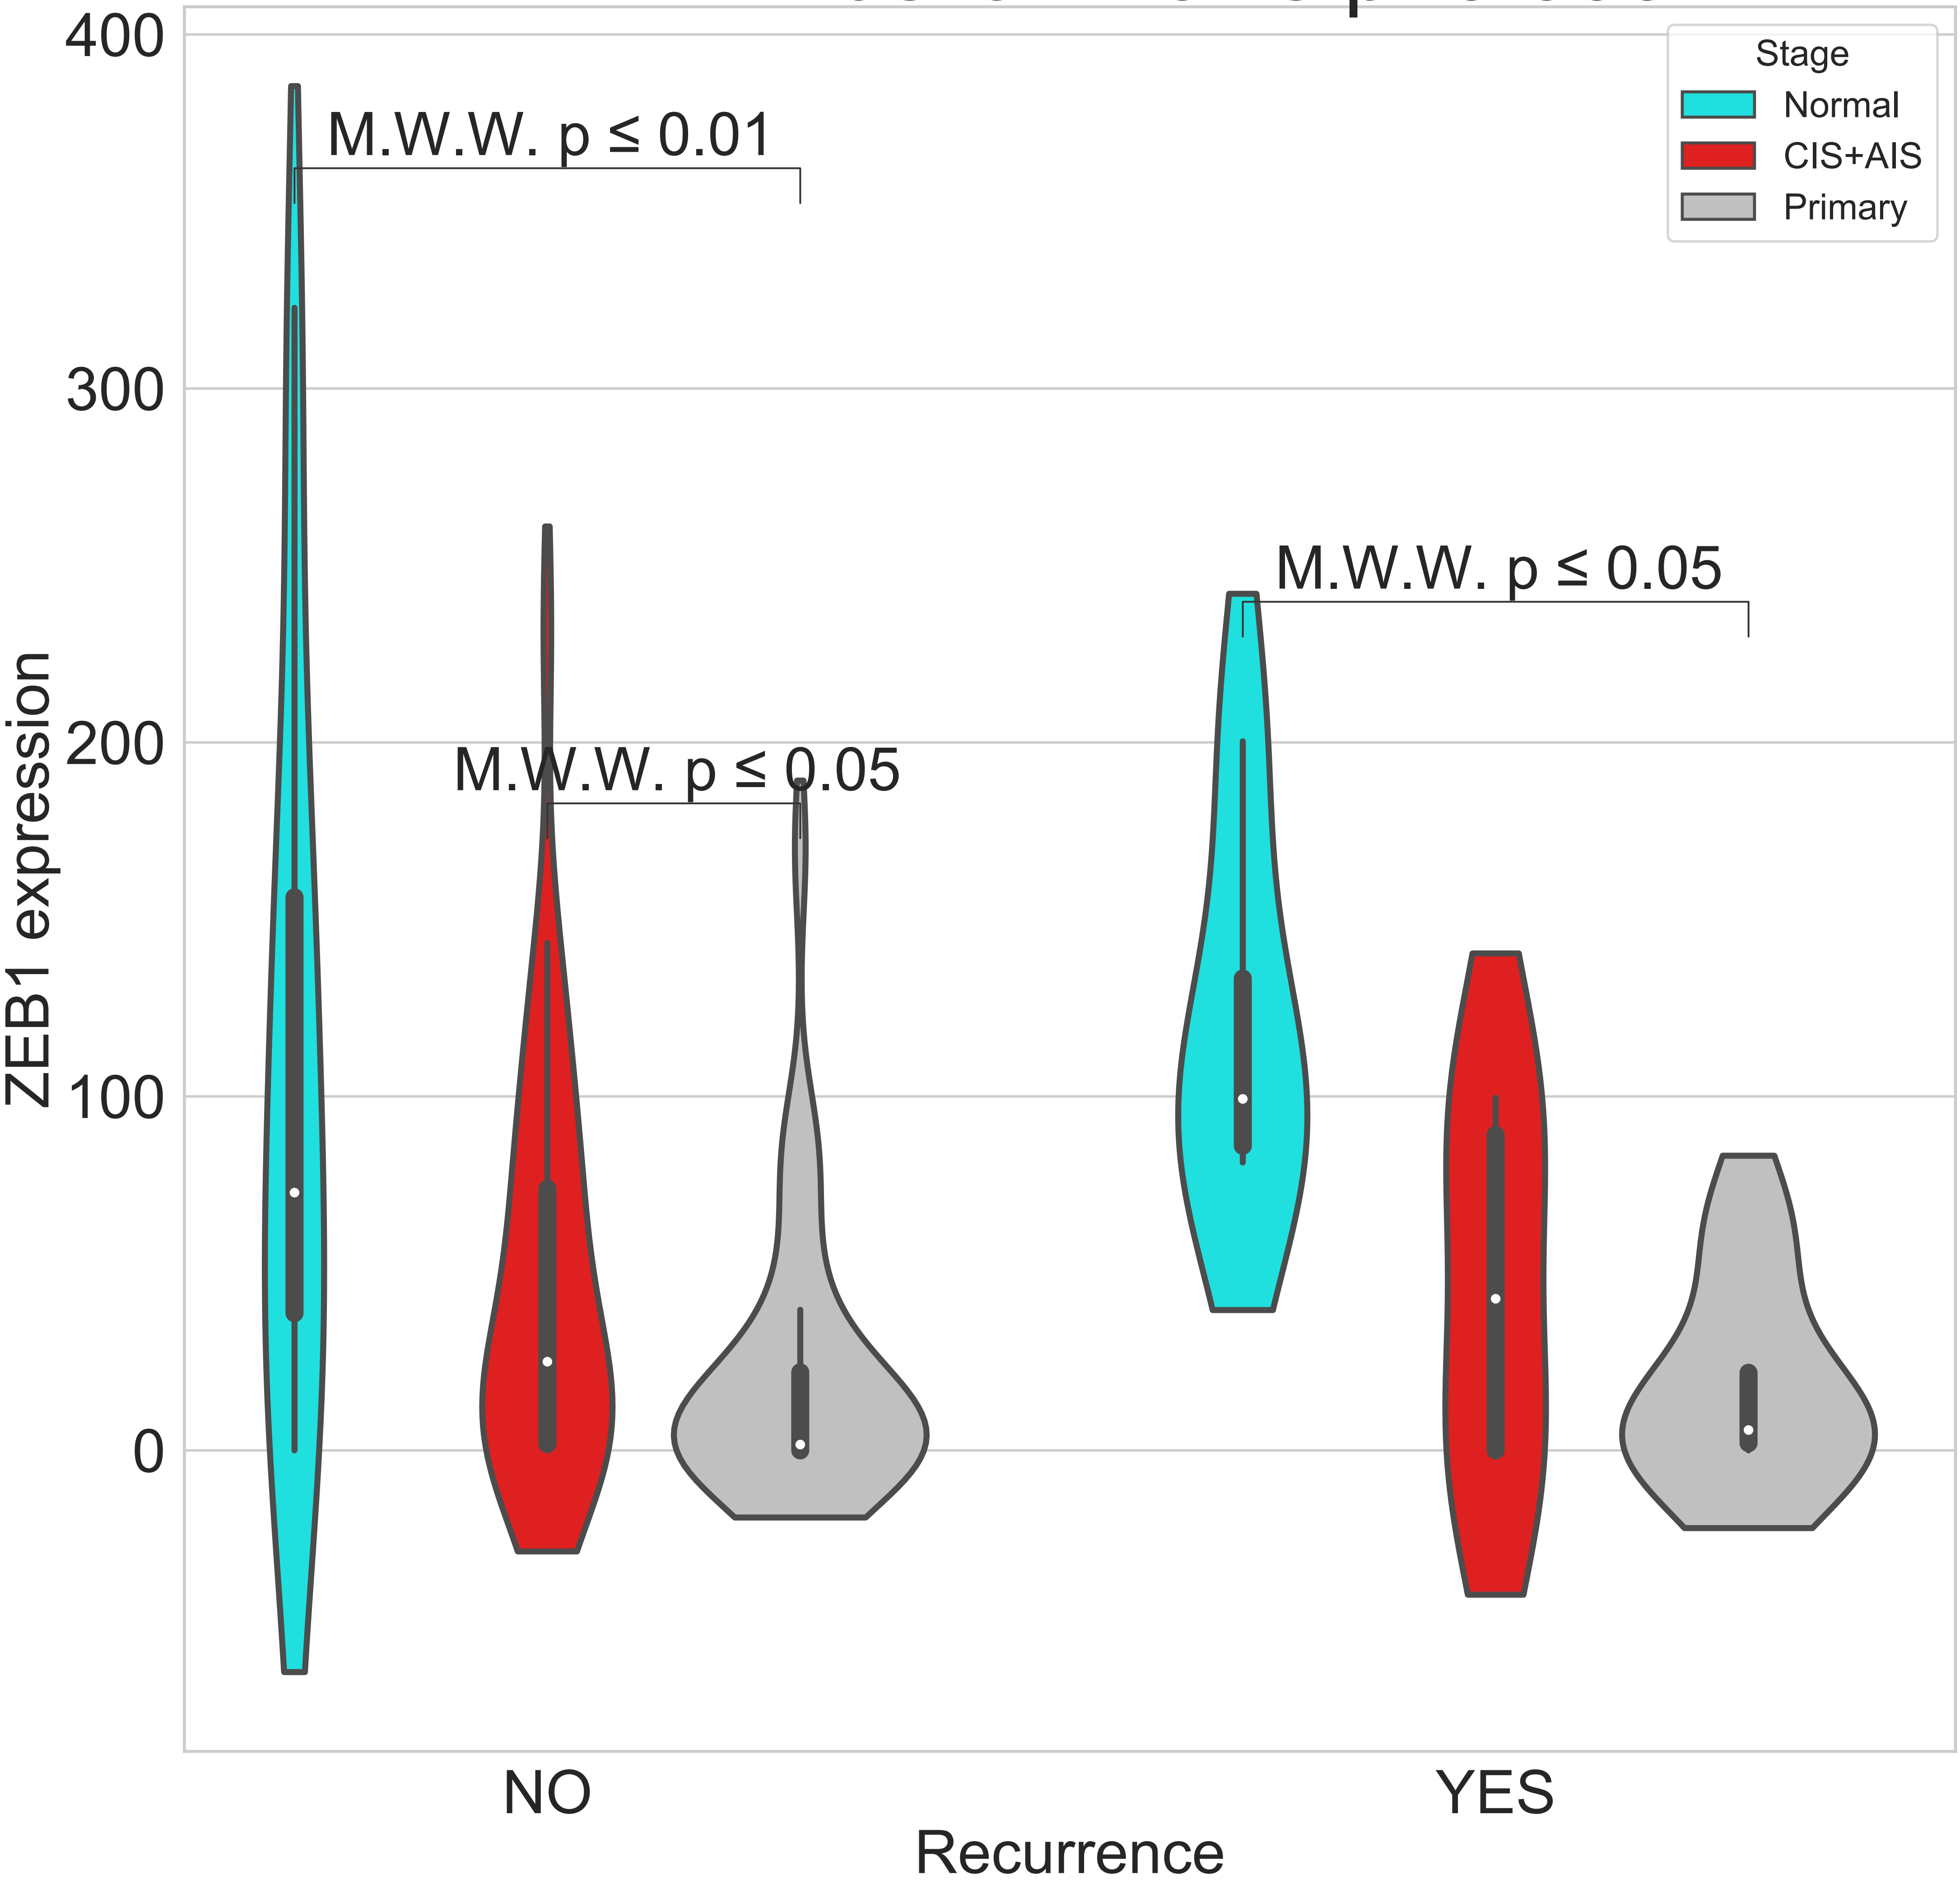 400
300
200
100
0
ZEB1 expression
M.W.W. p ≤ 0.01
M.W.W. p ≤ 0.05
M.W.W. p ≤ 0.05
Stage
Normal
CIS+AIS
Primary
NO
YES
Recurrence